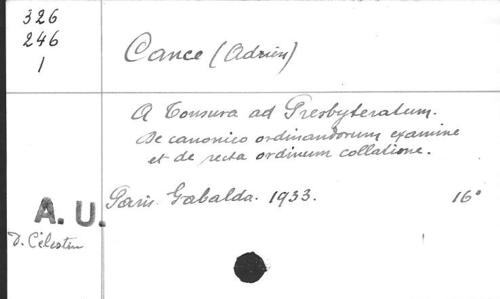 326
246
1
Cance (Adrien)
A Tonsura ad Presbyteratum.
De canonico ordinandorum examine
et de recta ordinum collatione.
Paris. Gabalda. 1933. 16°
A. U.
D. Célestin